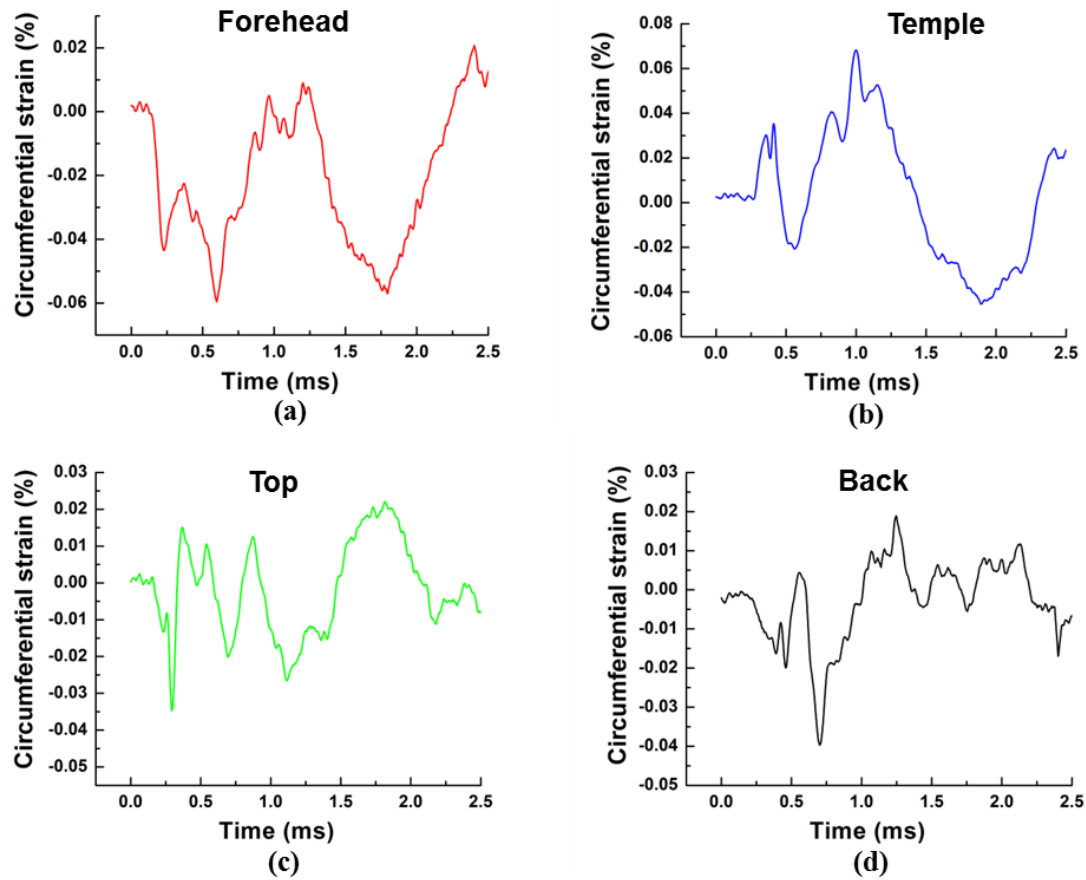 Forehead
Circumferential strain (%)
0.02
0.00
-0.02
-0.04
-0.06
0.0 0.5 1.0 1.5 2.0 2.5
Time (ms)
(a)
Temple
Circumferential strain (%)
0.08
0.06
0.04
0.02
0.00
-0.02
-0.04
-0.06
0.0 0.5 1.0 1.5 2.0 2.5
Time (ms)
(b)
Top
Circumferential strain (%)
0.03
0.02
0.01
0.00
-0.01
-0.02
-0.03
-0.04
-0.05
0.0 0.5 1.0 1.5 2.0 2.5
Time (ms)
(c)
Back
Circumferential strain (%)
0.03
0.02
0.01
0.00
-0.01
-0.02
-0.03
-0.04
-0.05
0.0 0.5 1.0 1.5 2.0 2.5
Time (ms)
(d)